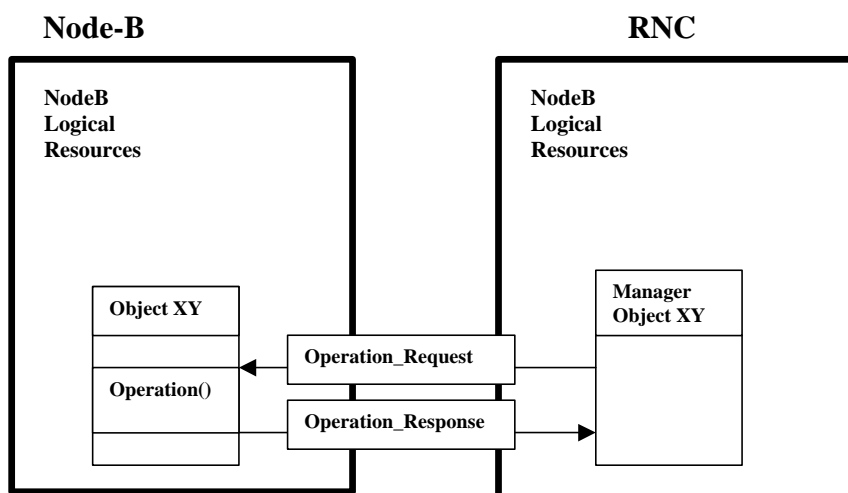 Node-B
RNC
NodeB
Logical
Resources
NodeB
Logical
Resources
Object XY
Operation()
Manager
Object XY
Operation_Request
Operation_Response